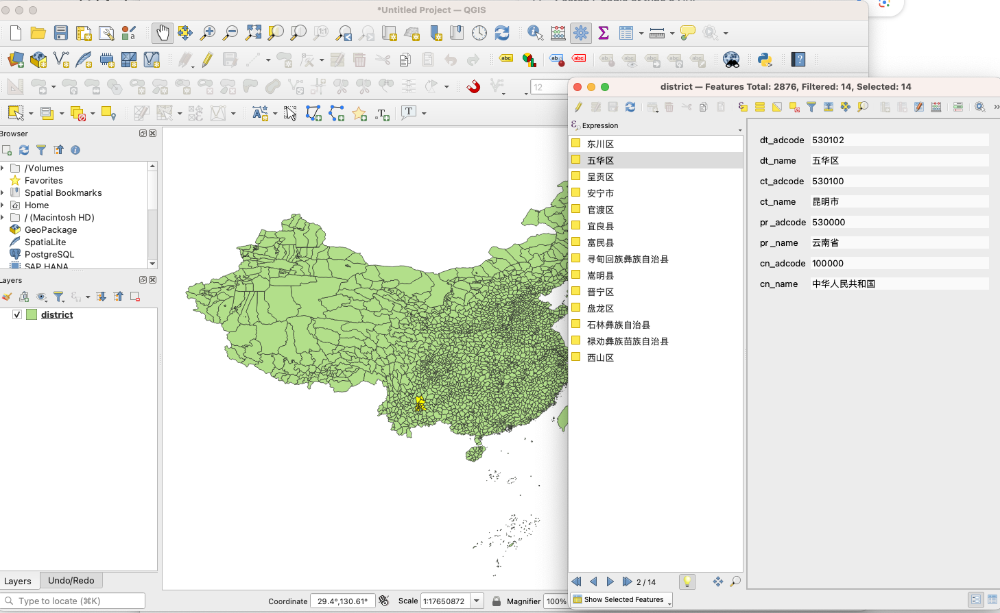 *Untitled Project — QGIS
12
Browser
/Volumes
Favorites
Spatial Bookmarks
Home
/ (Macintosh HD)
GeoPackage
SpatiaLite
PostgreSQL
SAP HANA
Layers
district
Layers
Undo/Redo
Type to locate (⌘K)
Coordinate
29.4°,130.61°
Scale
1:17650872
Magnifier
100%
district — Features Total: 2876, Filtered: 14, Selected: 14
Expression
东川区
五华区
呈贡区
安宁市
官渡区
宜良县
富民县
寻甸回族彝族自治县
嵩明县
晋宁区
盘龙区
石林彝族自治县
禄劝彝族苗族自治县
西山区
dt_adcode 530102
dt_name 五华区
ct_adcode 530100
ct_name 昆明市
pr_adcode 530000
pr_name 云南省
cn_adcode 100000
cn_name 中华人民共和国
2 / 14
Show Selected Features